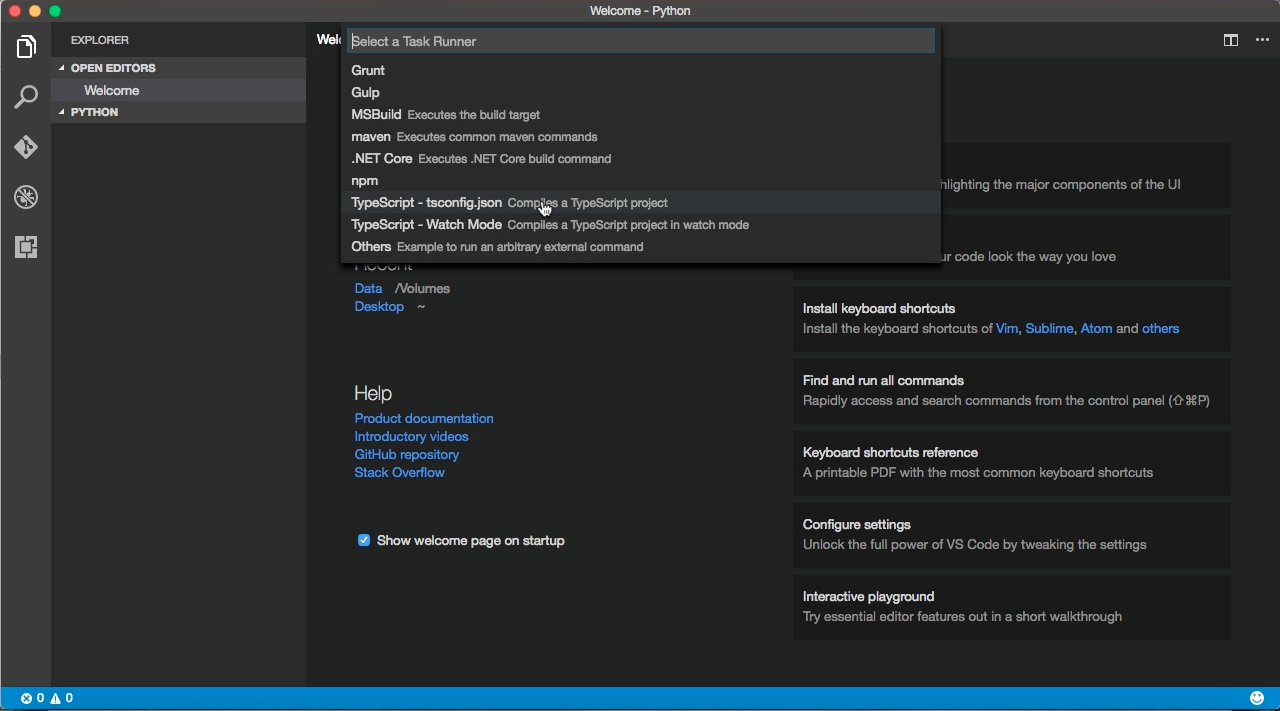 Welcome - Python
EXPLORER
OPEN EDITORS
Welcome
PYTHON
Select a Task Runner
Grunt
Gulp
MSBuild Executes the build target
maven Executes common maven commands
.NET Core Executes .NET Core build command
npm
TypeScript - tsconfig.json Compiles a TypeScript project
TypeScript - Watch Mode Compiles a TypeScript project in watch mode
Others Example to run an arbitrary external command
Recent
Data /Volumes
Desktop ~
Help
Product documentation
Introductory videos
GitHub repository
Stack Overflow
Show welcome page on startup
the major components of the UI
code look the way you love
Install keyboard shortcuts
Install the keyboard shortcuts of Vim, Sublime, Atom and others
Find and run all commands
Rapidly access and search commands from the control panel (⇧⌘P)
Keyboard shortcuts reference
A printable PDF with the most common keyboard shortcuts
Configure settings
Unlock the full power of VS Code by tweaking the settings
Interactive playground
Try essential editor features out in a short walkthrough
0 0